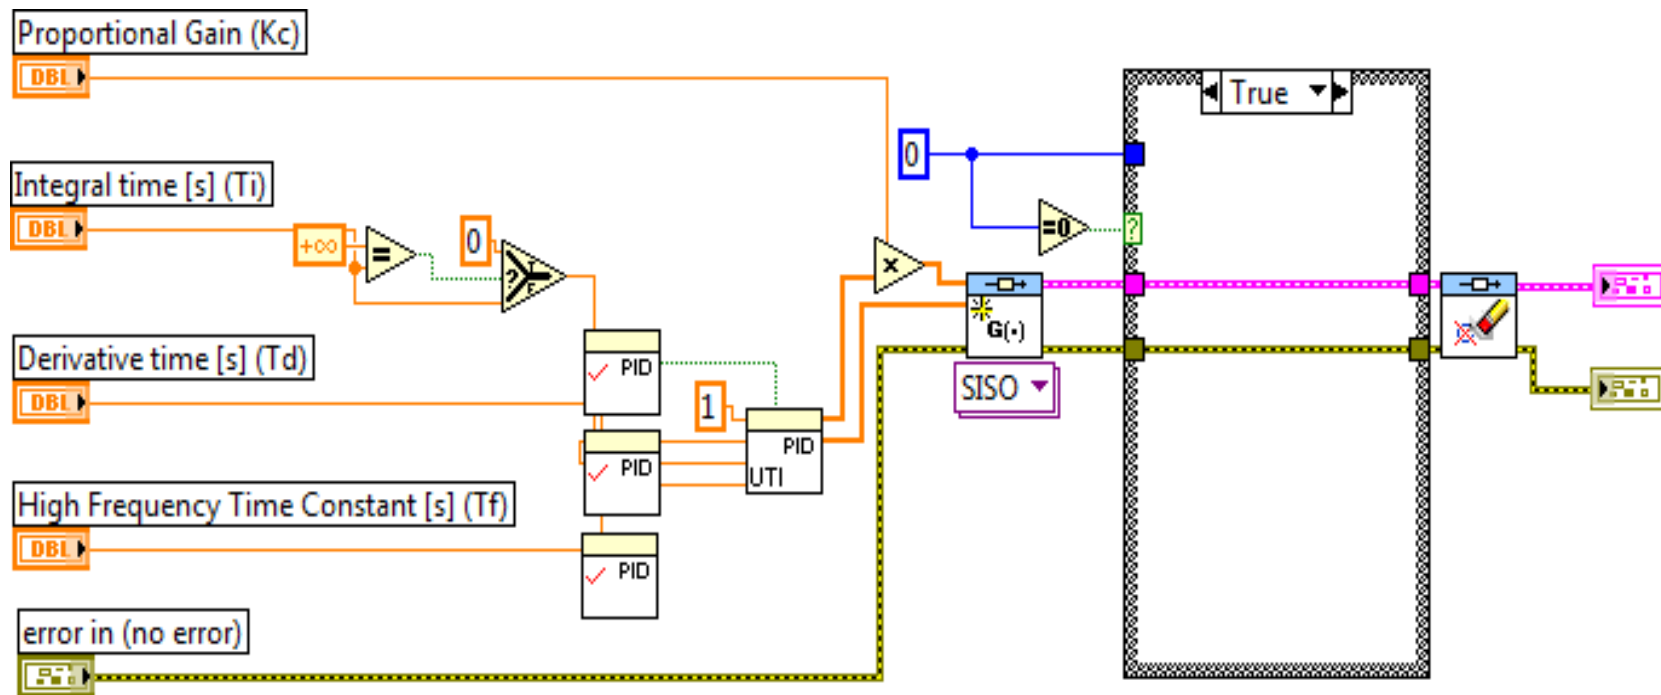 Proportional Gain (Kc)
DBL
True
0
Integral time [s] (Ti)
DBL
+∞
=
0
?
T
F
=0
?
x
G(·)
SISO
Derivative time [s] (Td)
DBL
PID
1
PID
UTI
PID
High Frequency Time Constant [s] (Tf)
DBL
PID
error in (no error)